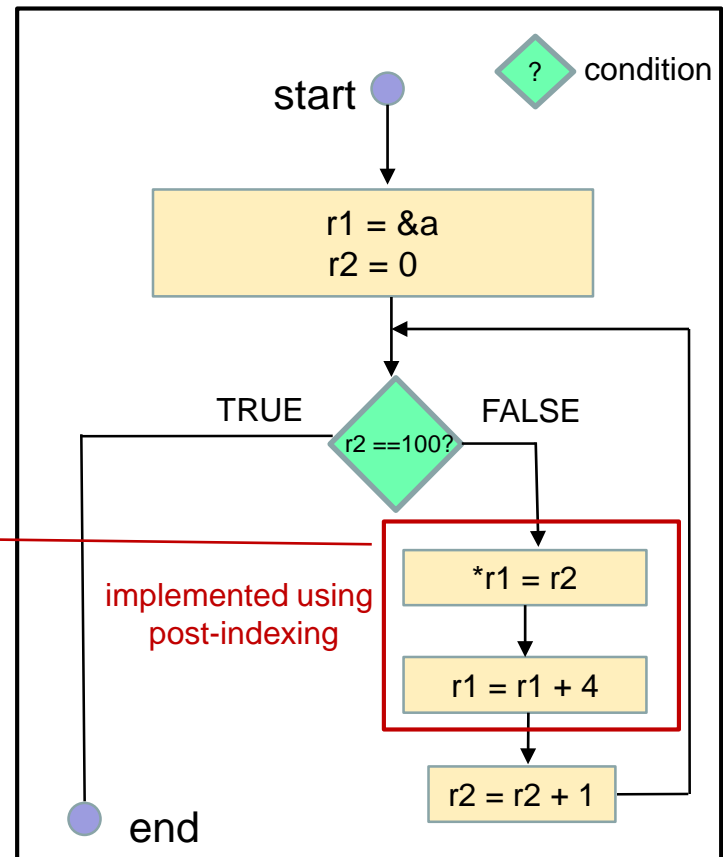 ?
condition
start
r1 = &a
r2 = 0
TRUE
FALSE
r2 ==100?
*r1 = r2
implemented using
post-indexing
r1 = r1 + 4
r2 = r2 + 1
end